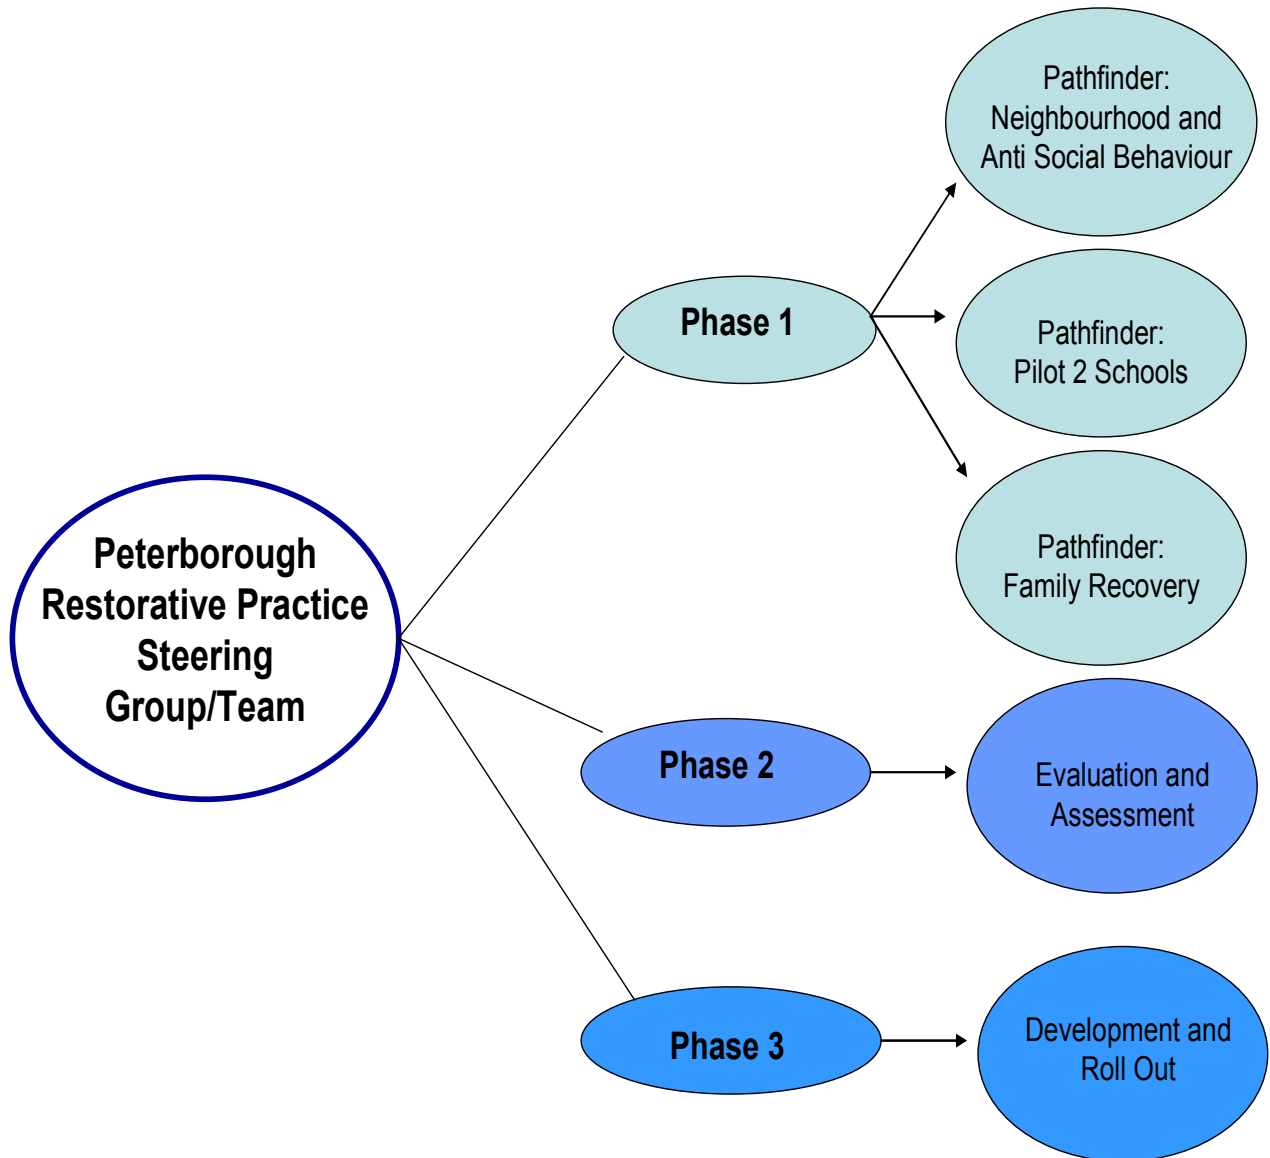 Pathfinder:
Neighbourhood and
Anti Social Behaviour
Phase 1
Pathfinder:
Pilot 2 Schools
Pathfinder:
Family Recovery
Peterborough
Restorative Practice
Steering
Group/Team
Phase 2
Evaluation and
Assessment
Phase 3
Development and
Roll Out